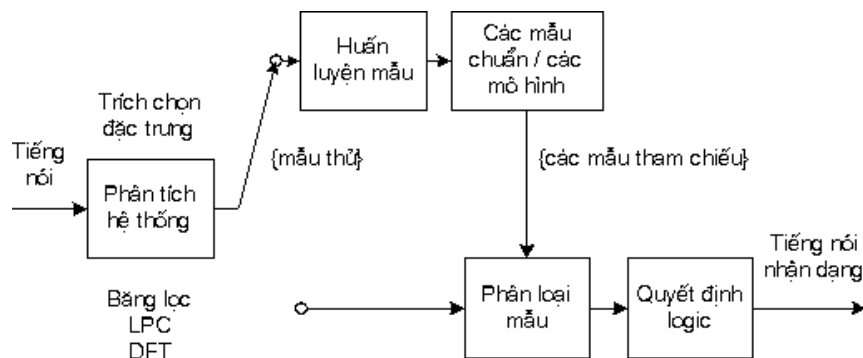 Huấn
luyện mẫu
Các mẫu
chuẩn / các
mô hình
Trích chọn
đặc trưng
Tiếng
nói
{mẫu thử}
{các mẫu tham chiếu}
Phân tích
hệ thống
Tiếng nói
nhận dạng
Băng lọc
LPC
DFT
Phân loại
mẫu
Quyết định
logic